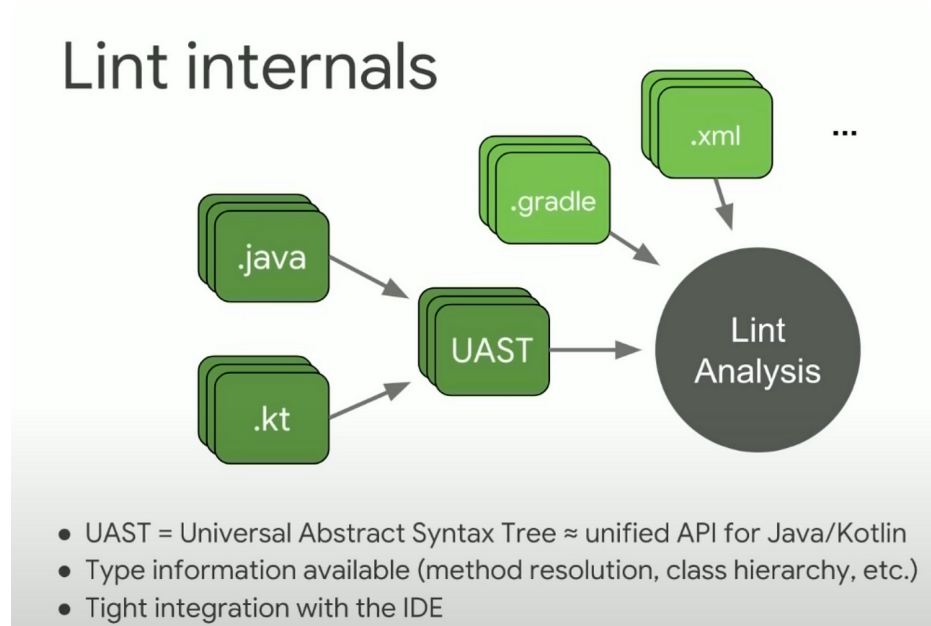 Lint internals
.xml
...
.gradle
.java
Lint
Analysis
UAST
.kt
● UAST = Universal Abstract Syntax Tree ≈ unified API for Java/Kotlin
● Type information available (method resolution, class hierarchy, etc.)
● Tight integration with the IDE